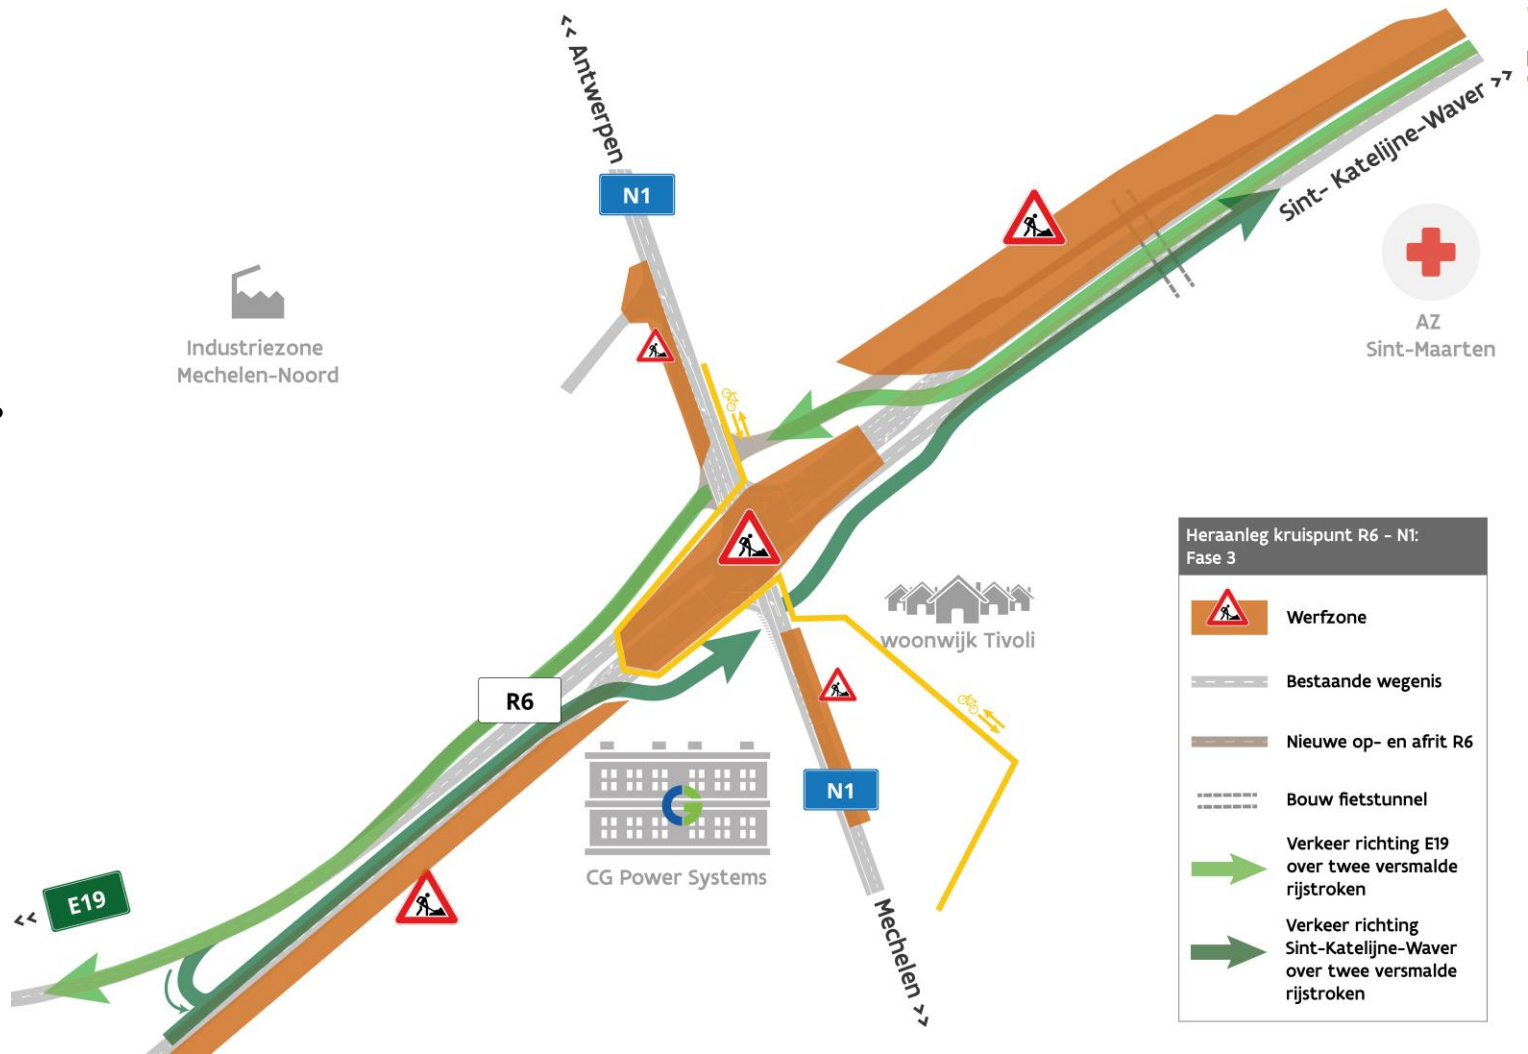 << Antwerpen
N1
Sint- Katelijne-Waver >>
Industriezone
Mechelen-Noord
AZ
Sint-Maarten
woonwijk Tivoli
R6
N1
CG Power Systems
<< E19
Mechelen >>
Heraanleg kruispunt R6 - N1:
Fase 3
Werfzone
Bestaande wegenis
Nieuwe op- en afrit R6
Bouw fietstunnel
Verkeer richting E19
over twee versmalde
rijstroken
Verkeer richting
Sint-Katelijne-Waver
over twee versmalde
rijstroken